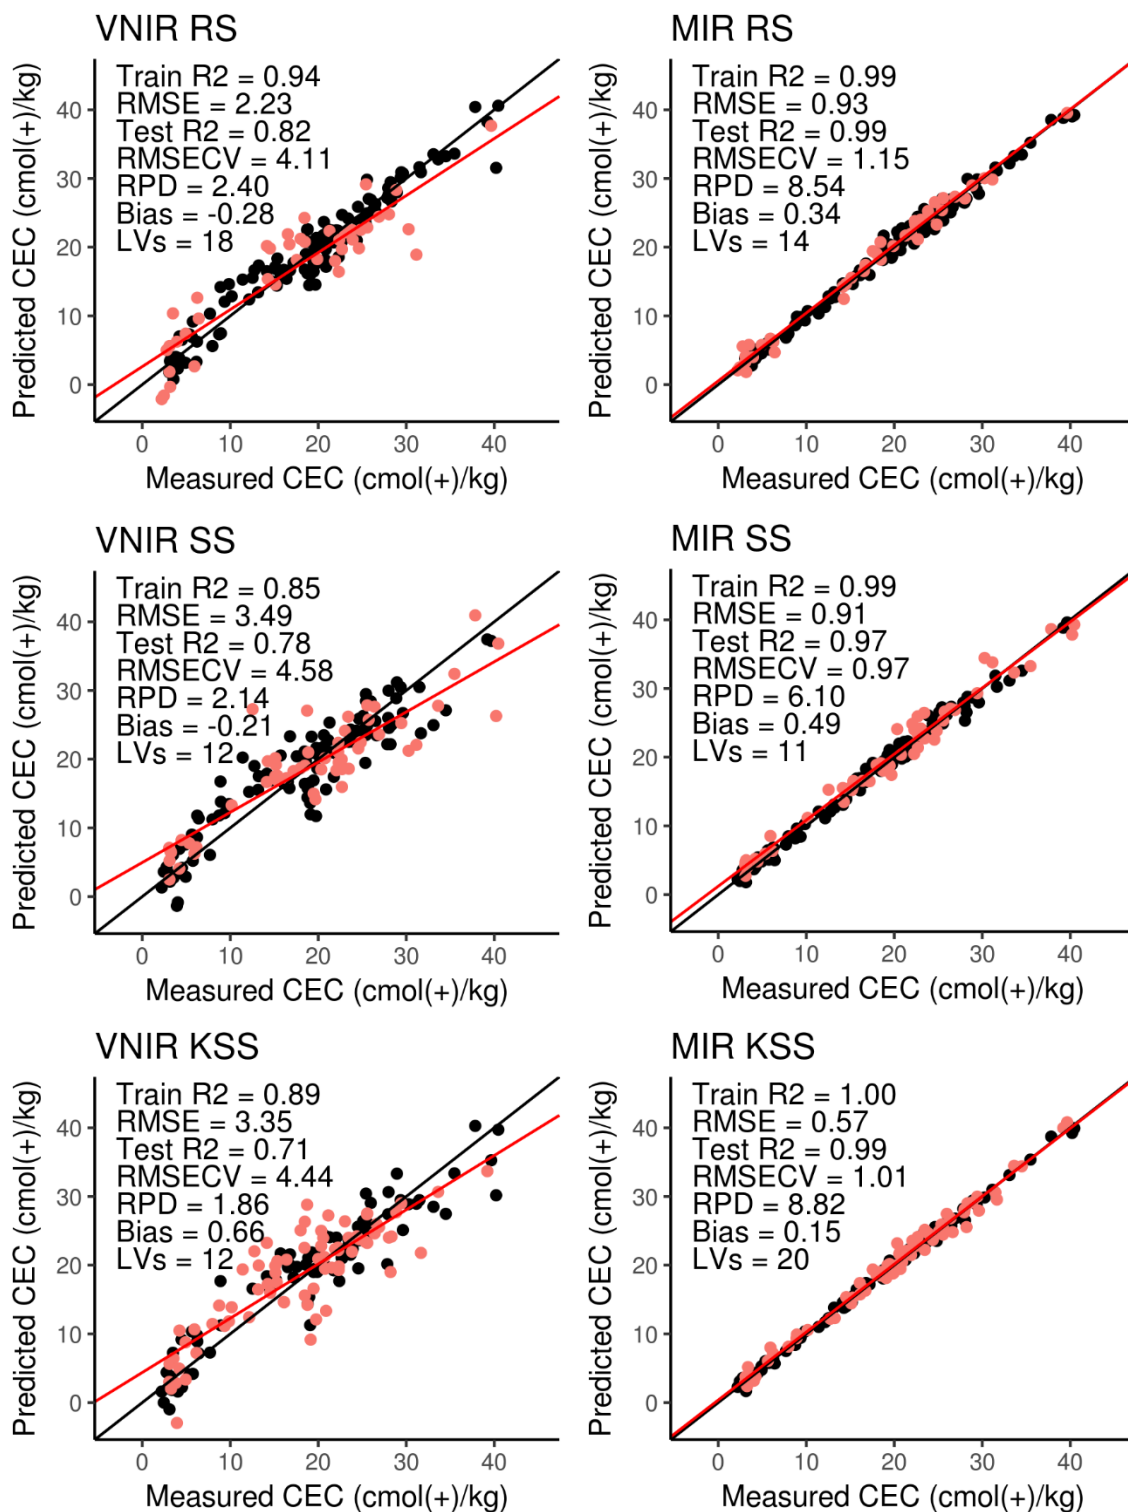 VNIR RS
Train R2 = 0.94
RMSE = 2.23
Test R2 = 0.82
RMSECV = 4.11
RPD = 2.40
Bias = -0.28
LVs = 18
Predicted CEC (cmol(+)/kg)
40
30
20
10
0
0 10 20 30 40
Measured CEC (cmol(+)/kg)
MIR RS
Train R2 = 0.99
RMSE = 0.93
Test R2 = 0.99
RMSECV = 1.15
RPD = 8.54
Bias = 0.34
LVs = 14
Predicted CEC (cmol(+)/kg)
40
30
20
10
0
0 10 20 30 40
Measured CEC (cmol(+)/kg)
VNIR SS
Train R2 = 0.85
RMSE = 3.49
Test R2 = 0.78
RMSECV = 4.58
RPD = 2.14
Bias = -0.21
LVs = 12
Predicted CEC (cmol(+)/kg)
40
30
20
10
0
0 10 20 30 40
Measured CEC (cmol(+)/kg)
MIR SS
Train R2 = 0.99
RMSE = 0.91
Test R2 = 0.97
RMSECV = 0.97
RPD = 6.10
Bias = 0.49
LVs = 11
Predicted CEC (cmol(+)/kg)
40
30
20
10
0
0 10 20 30 40
Measured CEC (cmol(+)/kg)
VNIR KSS
Train R2 = 0.89
RMSE = 3.35
Test R2 = 0.71
RMSECV = 4.44
RPD = 1.86
Bias = 0.66
LVs = 12
Predicted CEC (cmol(+)/kg)
40
30
20
10
0
0 10 20 30 40
Measured CEC (cmol(+)/kg)
MIR KSS
Train R2 = 1.00
RMSE = 0.57
Test R2 = 0.99
RMSECV = 1.01
RPD = 8.82
Bias = 0.15
LVs = 20
Predicted CEC (cmol(+)/kg)
40
30
20
10
0
0 10 20 30 40
Measured CEC (cmol(+)/kg)